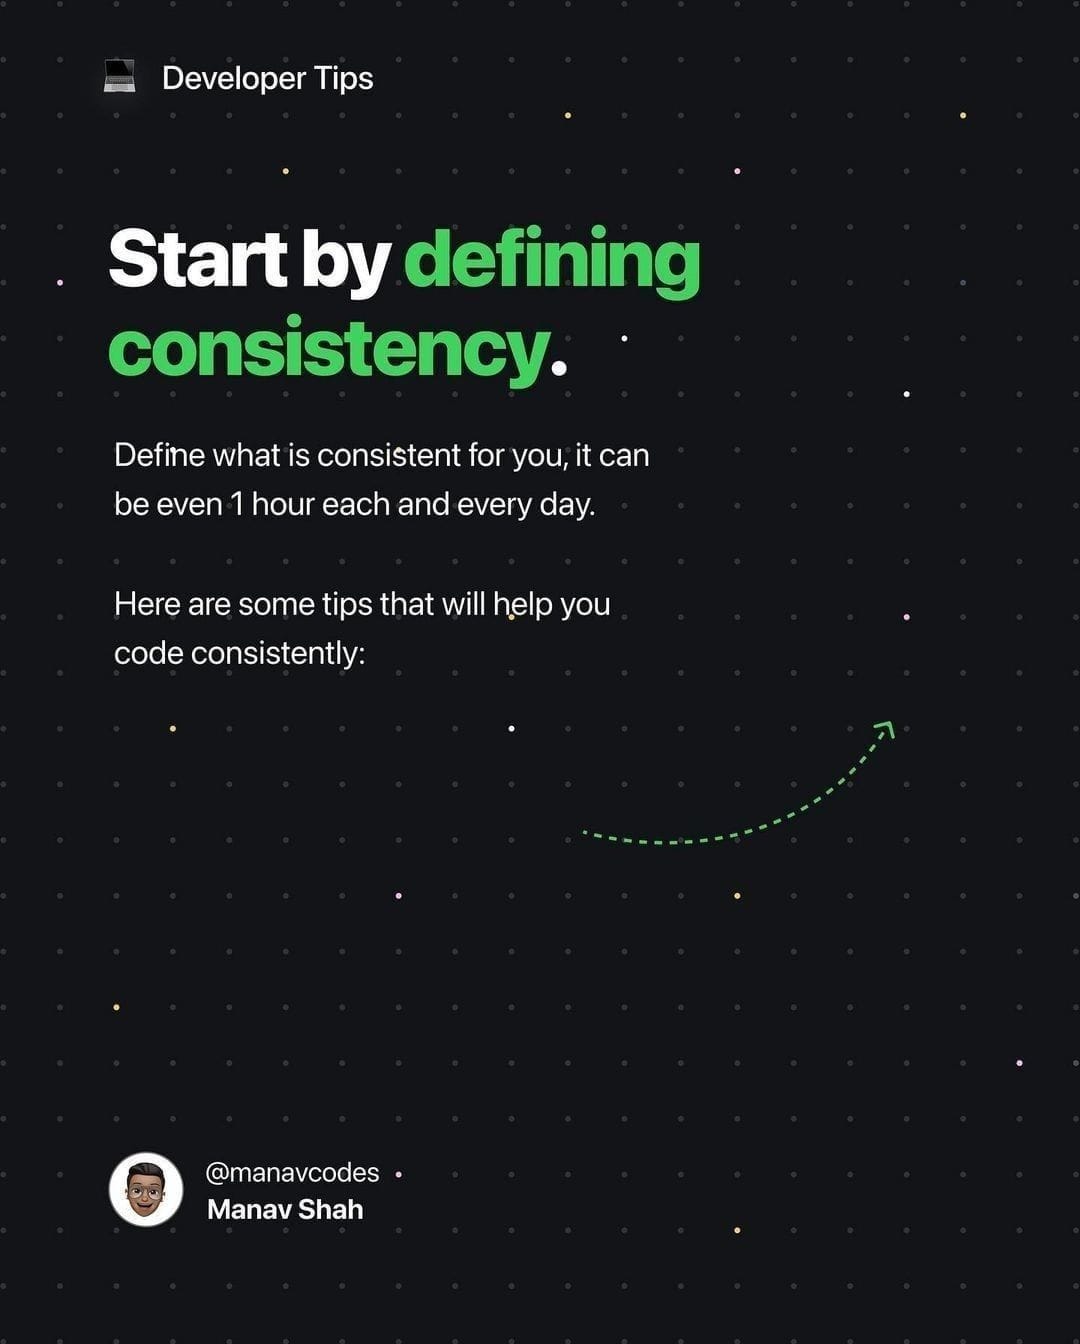 Developer Tips
Start by defining
consistency.
Define what is consistent for you, it can
be even 1 hour each and every day.
Here are some tips that will help you
code consistently:
@manavcodes
Manav Shah